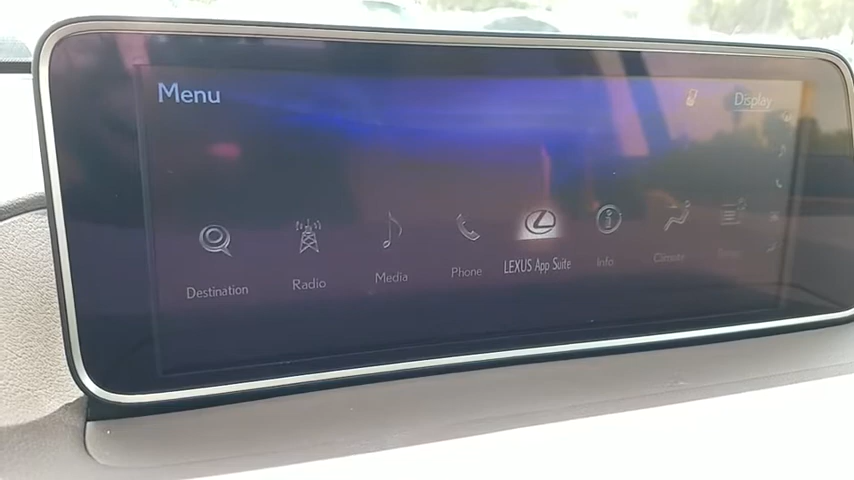 Menu
Display
Destination
Radio
Media
Phone
LEXUS App Suite
Info
Climate